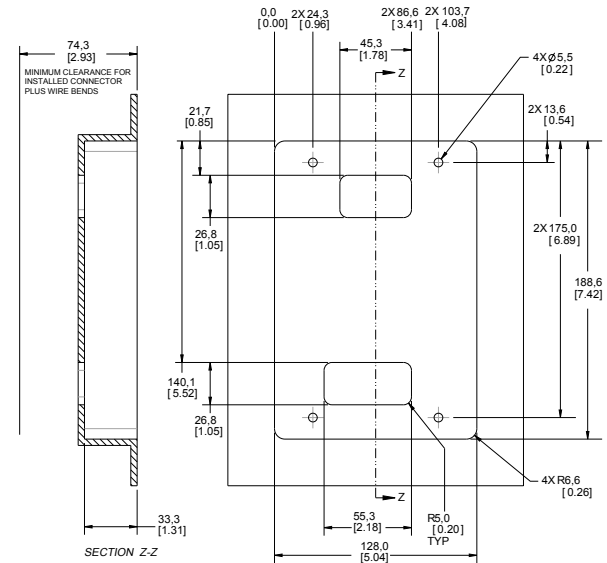 0,0
[0.00]
2X 24,3
[0.96]
2X 86,6
[3.41]
2X 103,7
[4.08]
74,3
[2.93]
45,3
[1.78]
Z
4X Ø5,5
[0.22]
MINIMUM CLEARANCE FOR
INSTALLED CONNECTOR
PLUS WIRE BENDS
21,7
[0.85]
2X 13,6
[0.54]
26,8
[1.05]
2X 175,0
[6.89]
188,6
[7.42]
140,1
[5.52]
26,8
[1.05]
4X R6,6
[0.26]
Z
33,3
[1.31]
55,3
[2.18]
R5,0
[0.20]
TYP
SECTION Z-Z
128,0
[5.04]